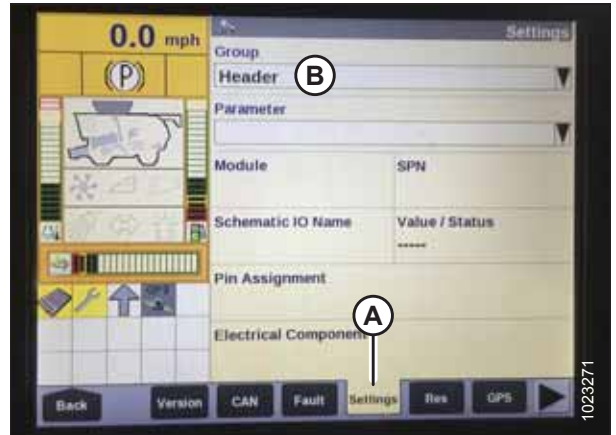 0.0 mph
(P)
Settings
Group
Header
B
Parameter
Module
SPN
Schematic IO Name
Value / Status
-----
Pin Assignment
Electrical Component
A
Back
Version
CAN
Fault
Settings
Res
GPS
1023271